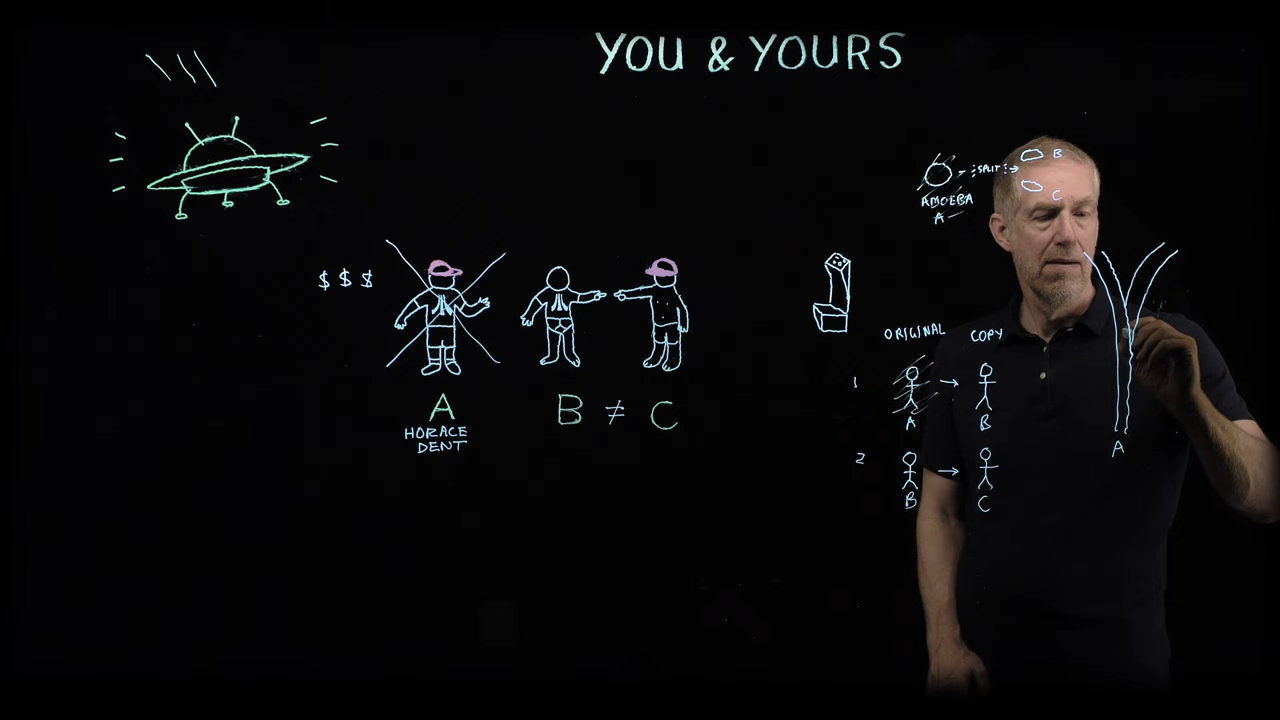 YOU & YOURS
B
SPLIT
AMOEBA
C
A
$ $ $
ORIGINAL COPY
1
A B
A B ≠ C
HORACE
DENT
A
2
B C